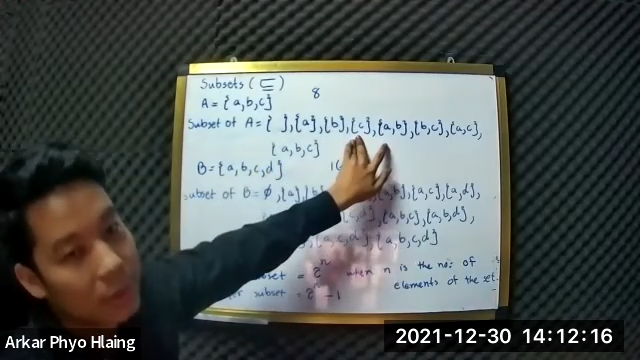 Subsets (⊆)
A = {a,b,c} 8
Subset of A = { }, {a}, {b}, {c}, {a,b}, {b,c}, {a,c},
{a,b,c}
B = {a,b,c,d}
subset of B = ∅, {a}, {b}, {a,c}, {a,d},
{a,b,c}, {a,b,d},
{a,b,c,d}
subset = 2ⁿ when n is the no: of
elements of the set.
subset = 2ⁿ - 1
Arkar Phyo Hlaing
2021-12-30 14:12:16